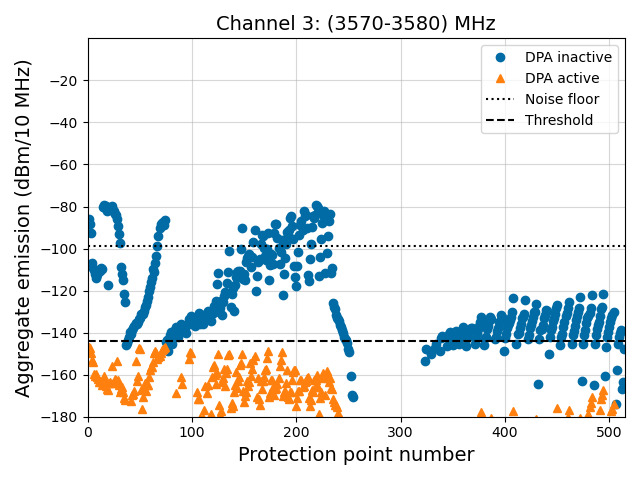 Channel 3: (3570-3580) MHz
DPA inactive
DPA active
Noise floor
Threshold
Aggregate emission (dBm/10 MHz)
−20
−40
−60
−80
−100
−120
−140
−160
−180
0 100 200 300 400 500
Protection point number